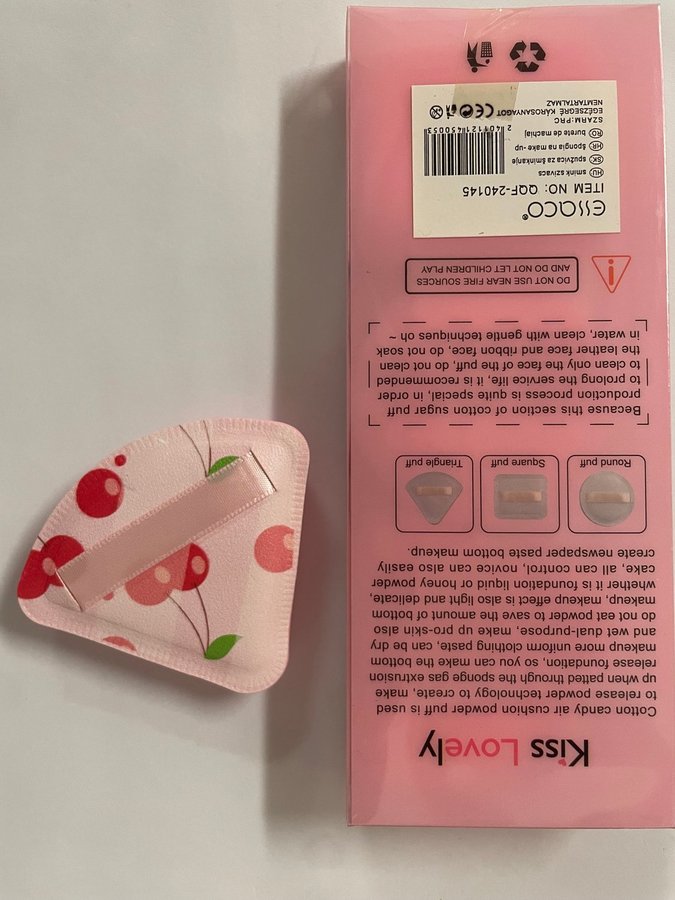 Kiss Lovely
Cotton candy air cushion powder puff is used
to release to powder technology to create, make
up when patted through the sponge gas extrusion
release foundation, so you can make the bottom
makeup more uniform clothing paste, can be dry
and wet dual-purpose, make up pro-skin also
do not eat powder to save the amount of bottom
makeup, makeup effect is also light and delicate,
whether it is foundation liquid or honey powder
cake, all can control, novice can also easily
create newspaper paste bottom makeup.
Round puff
Square puff
Triangle puff
Because this section of cotton sugar puff
production process is quite special, in order
to prolong the service life, it is recommended
to clean only the face of the puff, do not clean
the leather face and ribbon face, do not soak
in water, clean with gentle techniques oh ~
DO NOT USE NEAR FIRE SOURCES
AND DO NOT LET CHILDREN PLAY
ESSQCO®
ITEM NO: QQF-240145
HU smink szivacs
SK spužvica za šminkanje
HR špongia na make-up
RO burete de machiaj
SZÁRM:PRC
EGÉZSÉGRE KÁROSANYAGOT
NEMTARTALMAZ
2401121450053
CE